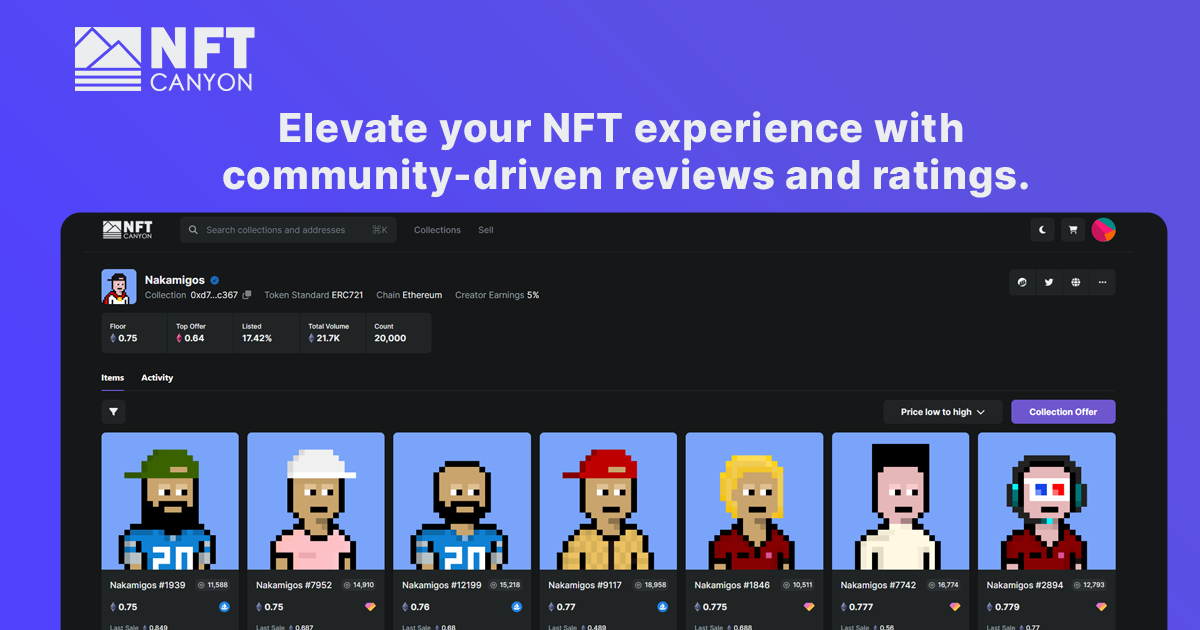 NFT
CANYON
Elevate your NFT experience with
community-driven reviews and ratings.
NFT
CANYON
Search collections and addresses ⌘K Collections Sell
Nakamigos
Collection 0xd7...c367 Token Standard ERC721 Chain Ethereum Creator Earnings 5%
Floor Top Offer Listed Total Volume Count
0.75 0.64 17.42% 21.7K 20,000
Items Activity
Price low to high Collection Offer
20 20
Nakamigos #1939 11,588 Nakamigos #7952 14,910 Nakamigos #12199 15,218 Nakamigos #9117 18,958 Nakamigos #1846 10,511 Nakamigos #7742 16,774 Nakamigos #2894 12,793
0.75 0.75 0.76 0.77 0.775 0.777 0.779
Last Sale 0.849 Last Sale 0.687 Last Sale 0.68 Last Sale 0.489 Last Sale 0.688 Last Sale 0.56 Last Sale 0.77